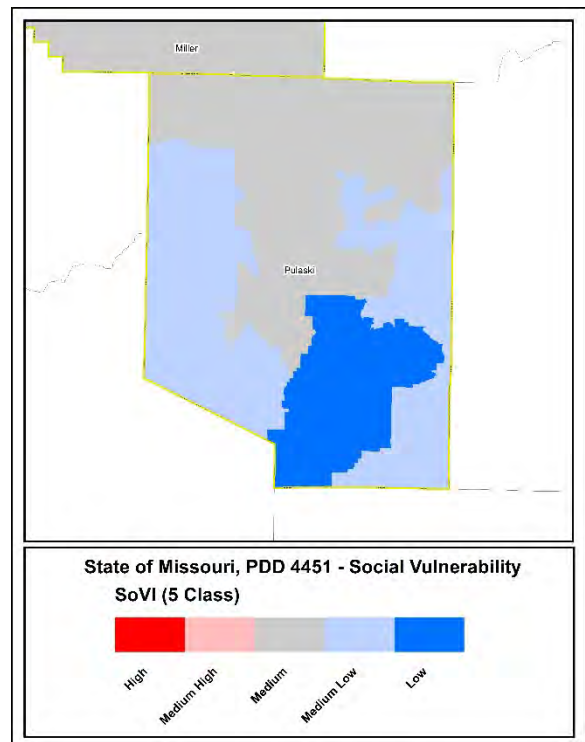 Miller
Pulaski
State of Missouri, PDD 4451 - Social Vulnerability
SoVI (5 Class)
High
Medium High
Medium
Medium Low
Low